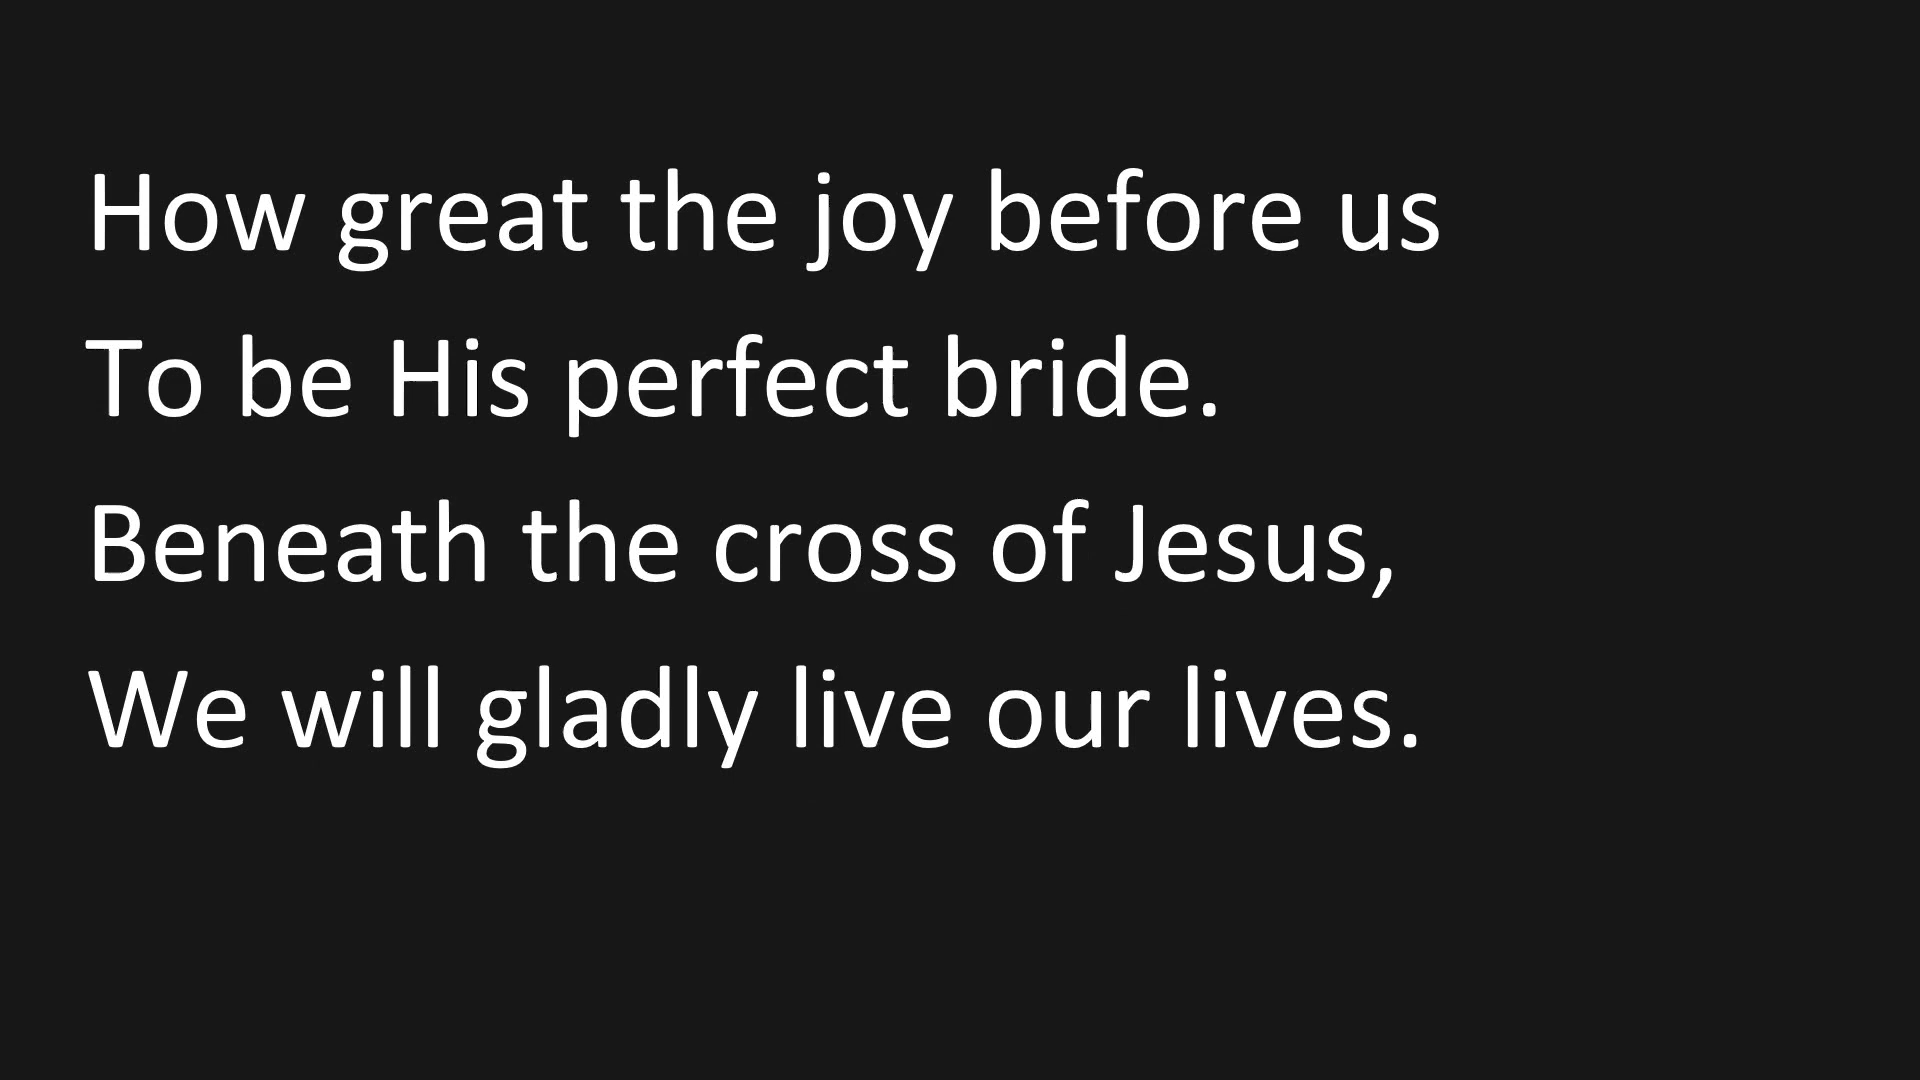 How great the joy before us
To be His perfect bride.
Beneath the cross of Jesus,
We will gladly live our lives.